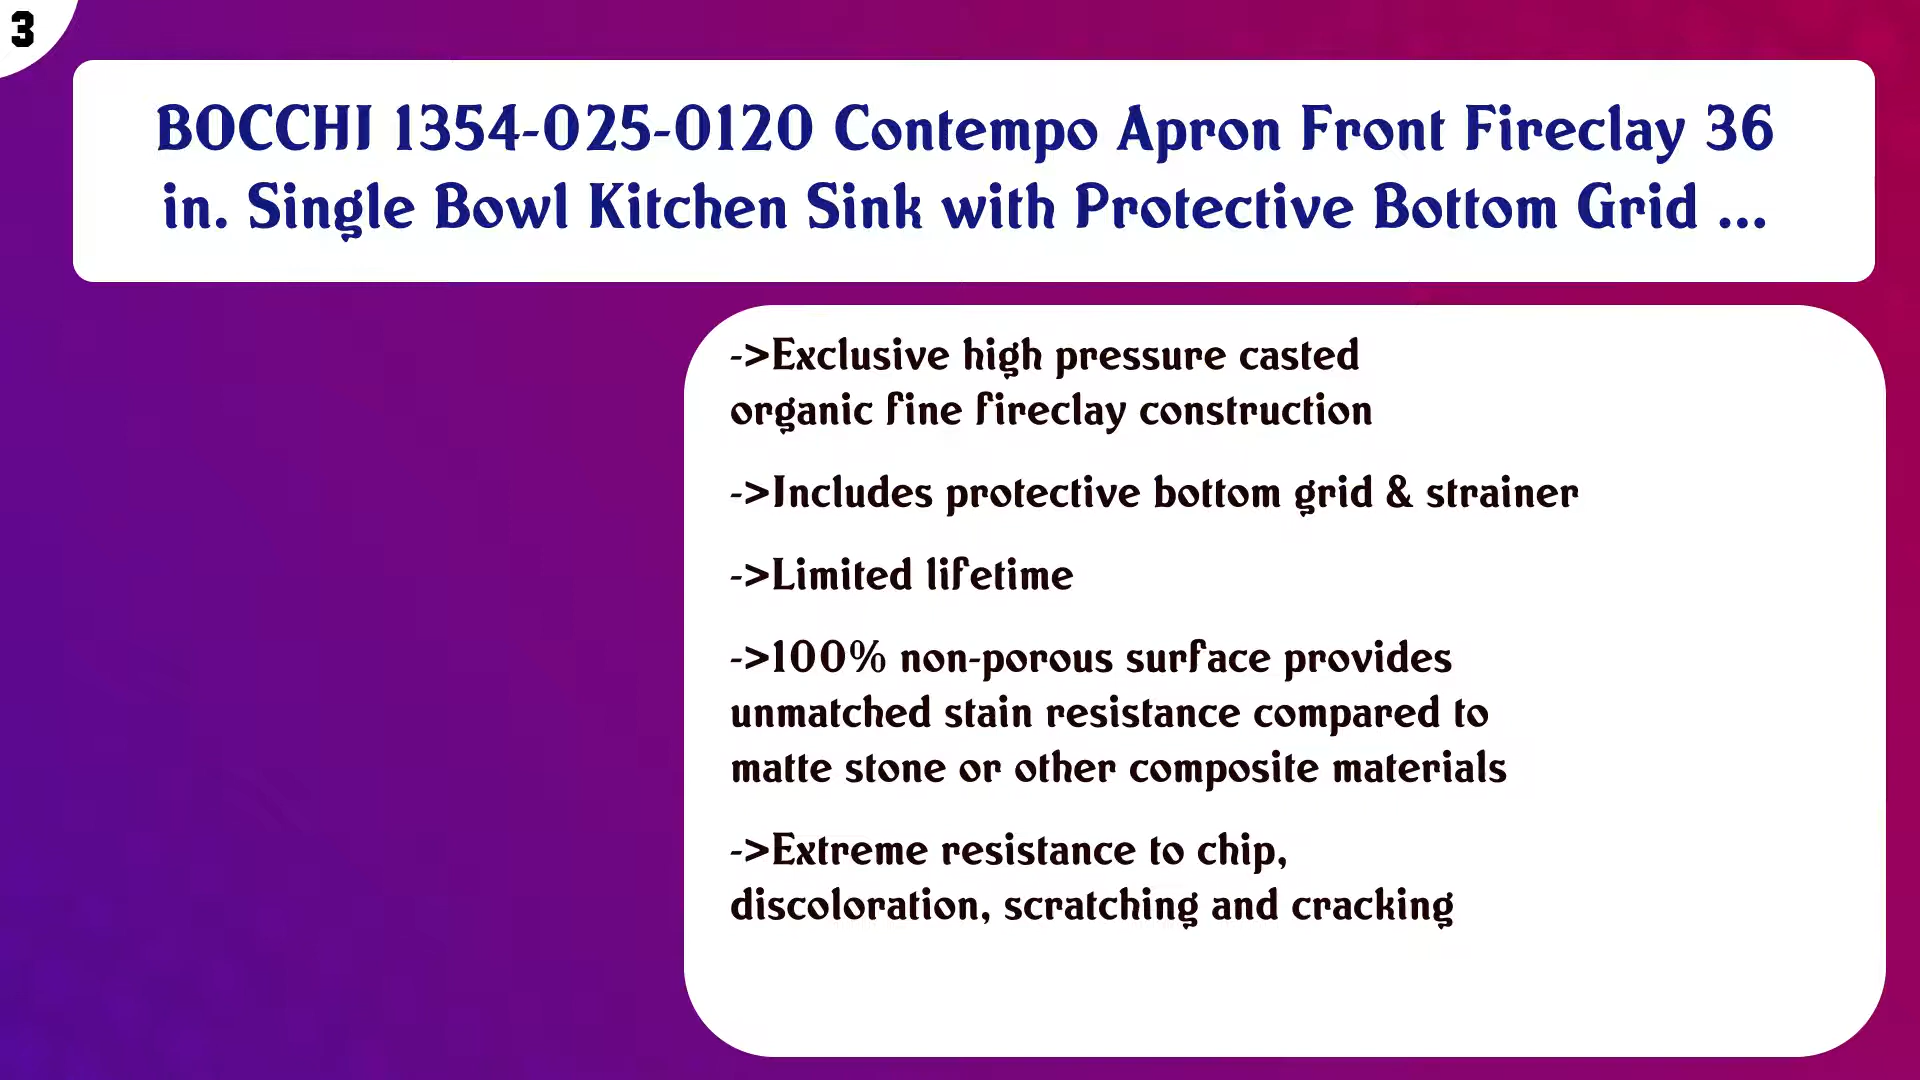 3
BOCCHI 1354-025-0120 Contempo Apron Front Fireclay 36
in. Single Bowl Kitchen Sink with Protective Bottom Grid ...
->Exclusive high pressure casted
organic fine fireclay construction
->Includes protective bottom grid & strainer
->Limited lifetime
->100% non-porous surface provides
unmatched stain resistance compared to
matte stone or other composite materials
->Extreme resistance to chip,
discoloration, scratching and cracking